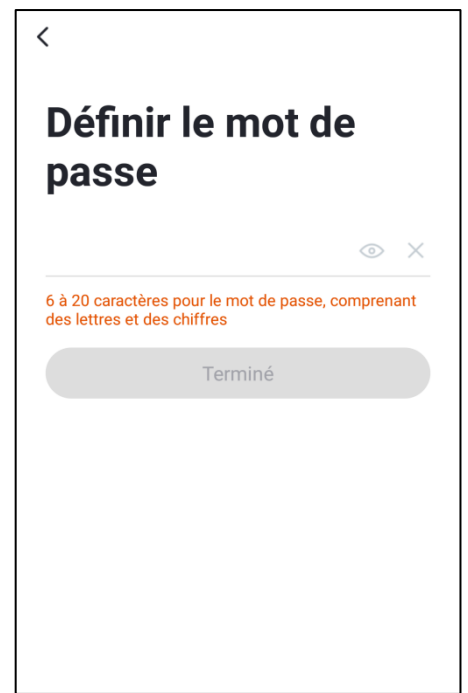 Définir le mot de
passe
6 à 20 caractères pour le mot de passe, comprenant
des lettres et des chiffres
Terminé